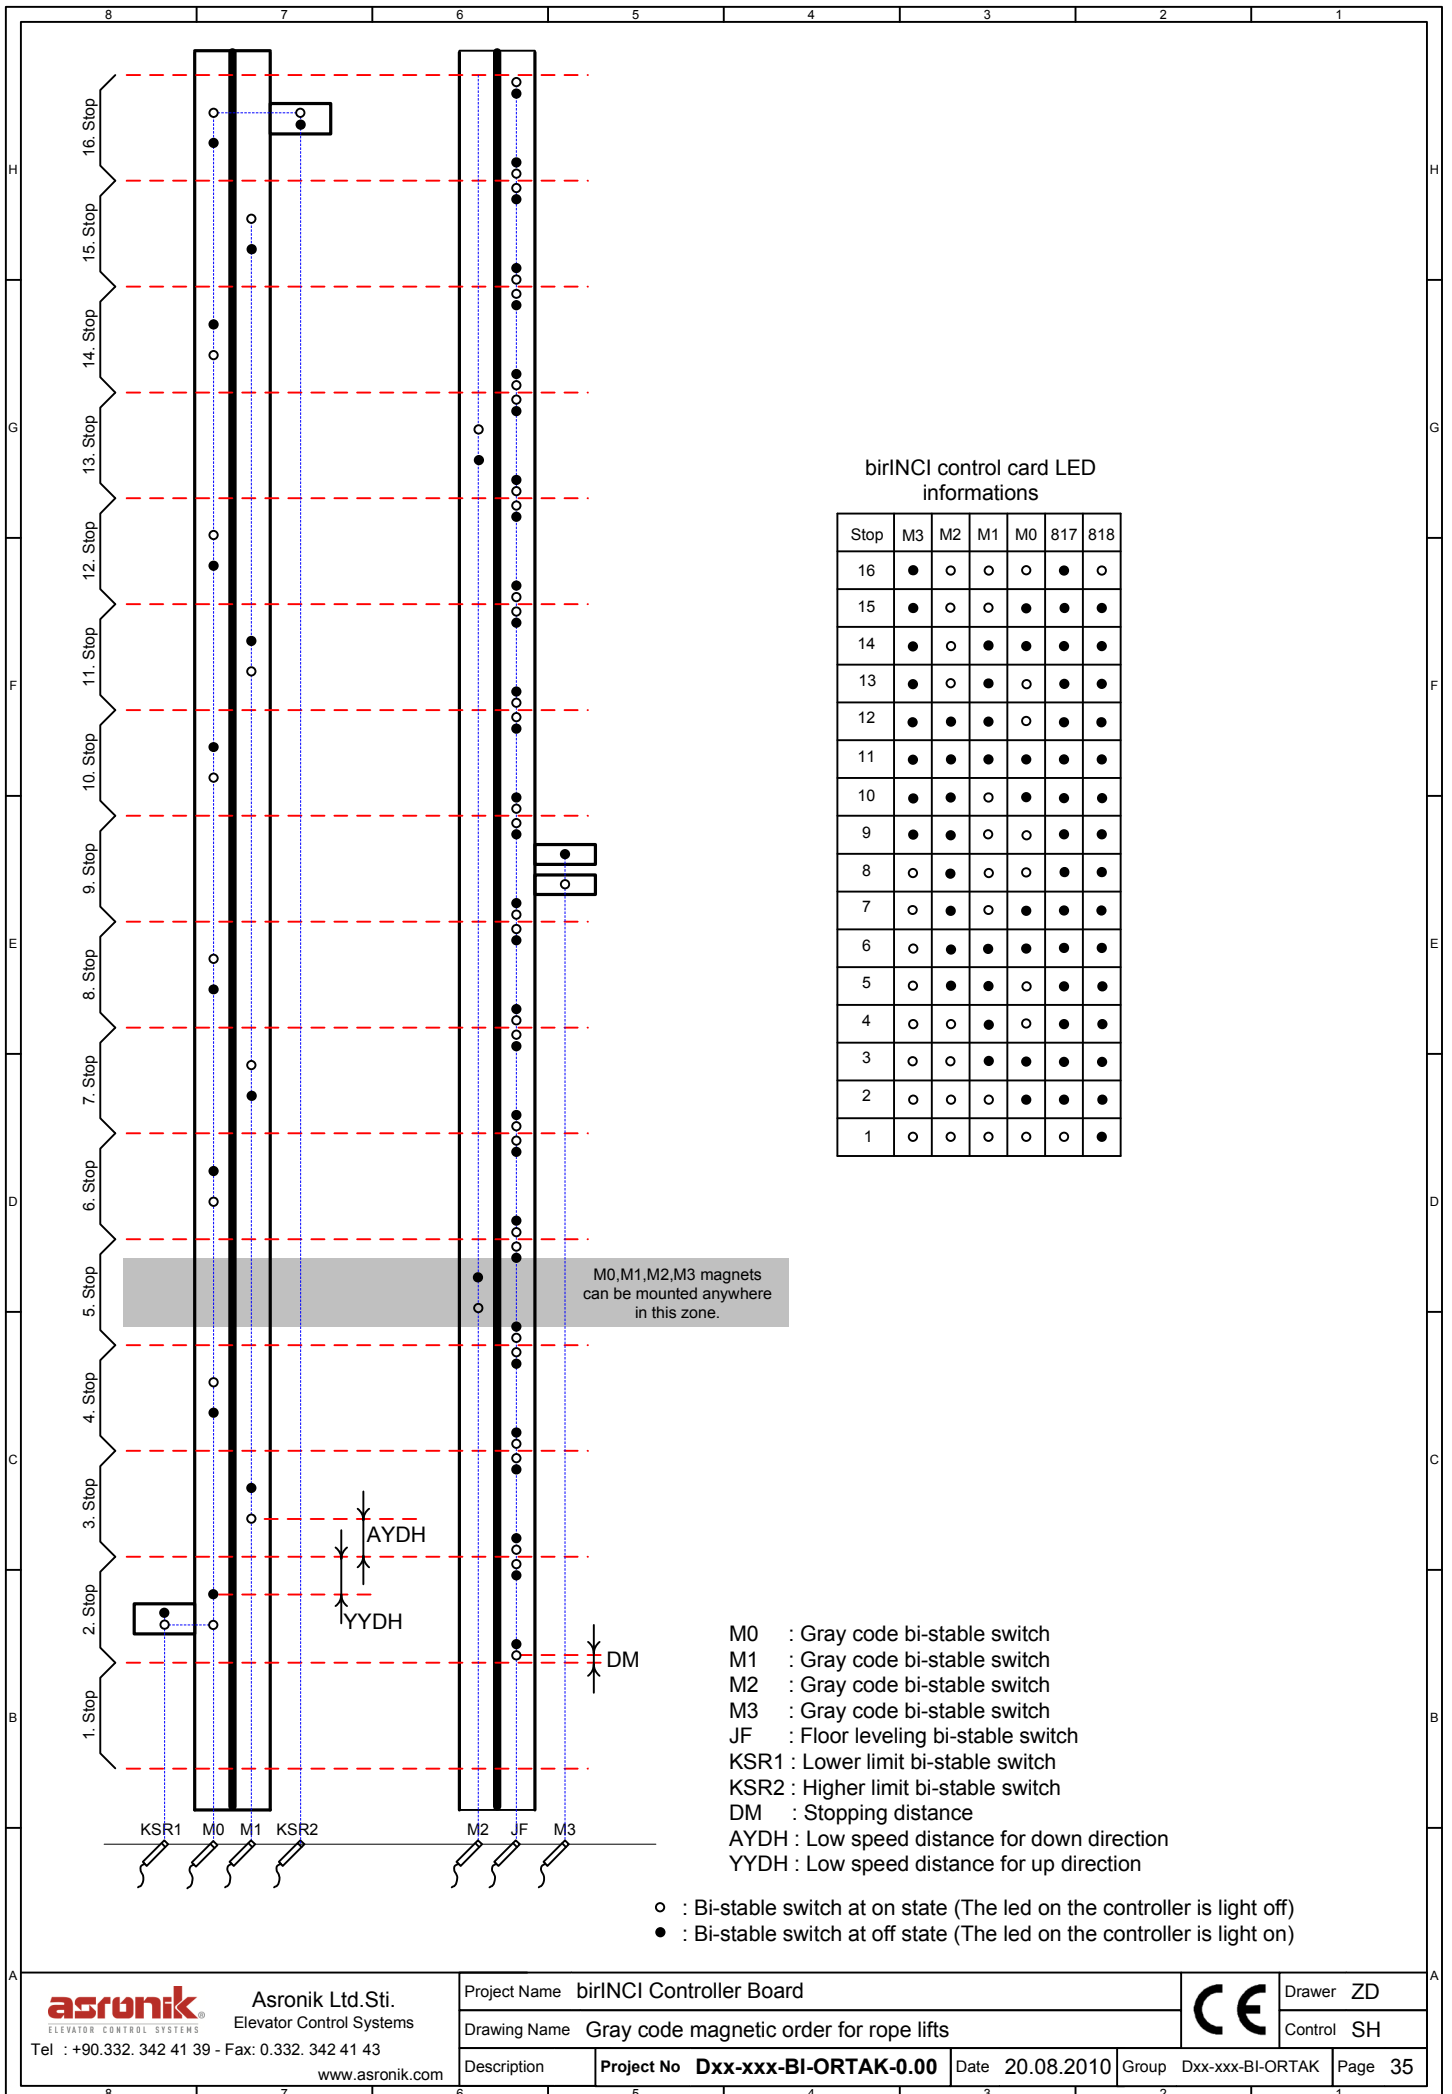 8 7 6 5 4 3 2 1
H H
G G
F F
E E
D D
C C
B B
A A
16. Stop
15. Stop
14. Stop
13. Stop
12. Stop
11. Stop
10. Stop
9. Stop
8. Stop
7. Stop
6. Stop
5. Stop
4. Stop
3. Stop
2. Stop
1. Stop
M0,M1,M2,M3 magnets
can be mounted anywhere
in this zone.
AYDH
YYDH
DM
KSR1 M0 M1 KSR2 M2 JF M3
birINCI control card LED
informations
Stop M3 M2 M1 M0 817 818
16 ● ○ ○ ○ ● ○
15 ● ○ ○ ● ● ●
14 ● ○ ● ● ● ●
13 ● ○ ● ○ ● ●
12 ● ● ● ○ ● ●
11 ● ● ● ● ● ●
10 ● ● ○ ● ● ●
9 ● ● ○ ○ ● ●
8 ○ ● ○ ○ ● ●
7 ○ ● ○ ● ● ●
6 ○ ● ● ● ● ●
5 ○ ● ● ○ ● ●
4 ○ ○ ● ○ ● ●
3 ○ ○ ● ● ● ●
2 ○ ○ ○ ● ● ●
1 ○ ○ ○ ○ ○ ●
M0 : Gray code bi-stable switch
M1 : Gray code bi-stable switch
M2 : Gray code bi-stable switch
M3 : Gray code bi-stable switch
JF : Floor leveling bi-stable switch
KSR1 : Lower limit bi-stable switch
KSR2 : Higher limit bi-stable switch
DM : Stopping distance
AYDH : Low speed distance for down direction
YYDH : Low speed distance for up direction
○ : Bi-stable switch at on state (The led on the controller is light off)
● : Bi-stable switch at off state (The led on the controller is light on)
asronik®
ELEVATOR CONTROL SYSTEMS
Asronik Ltd.Sti.
Elevator Control Systems
Tel : +90.332. 342 41 39 - Fax: 0.332. 342 41 43
www.asronik.com
Project Name birINCI Controller Board
Drawing Name Gray code magnetic order for rope lifts
Description Project No Dxx-xxx-BI-ORTAK-0.00 Date 20.08.2010 Group Dxx-xxx-BI-ORTAK Page 35
CE
Drawer ZD
Control SH
8 7 6 5 4 3 2 1